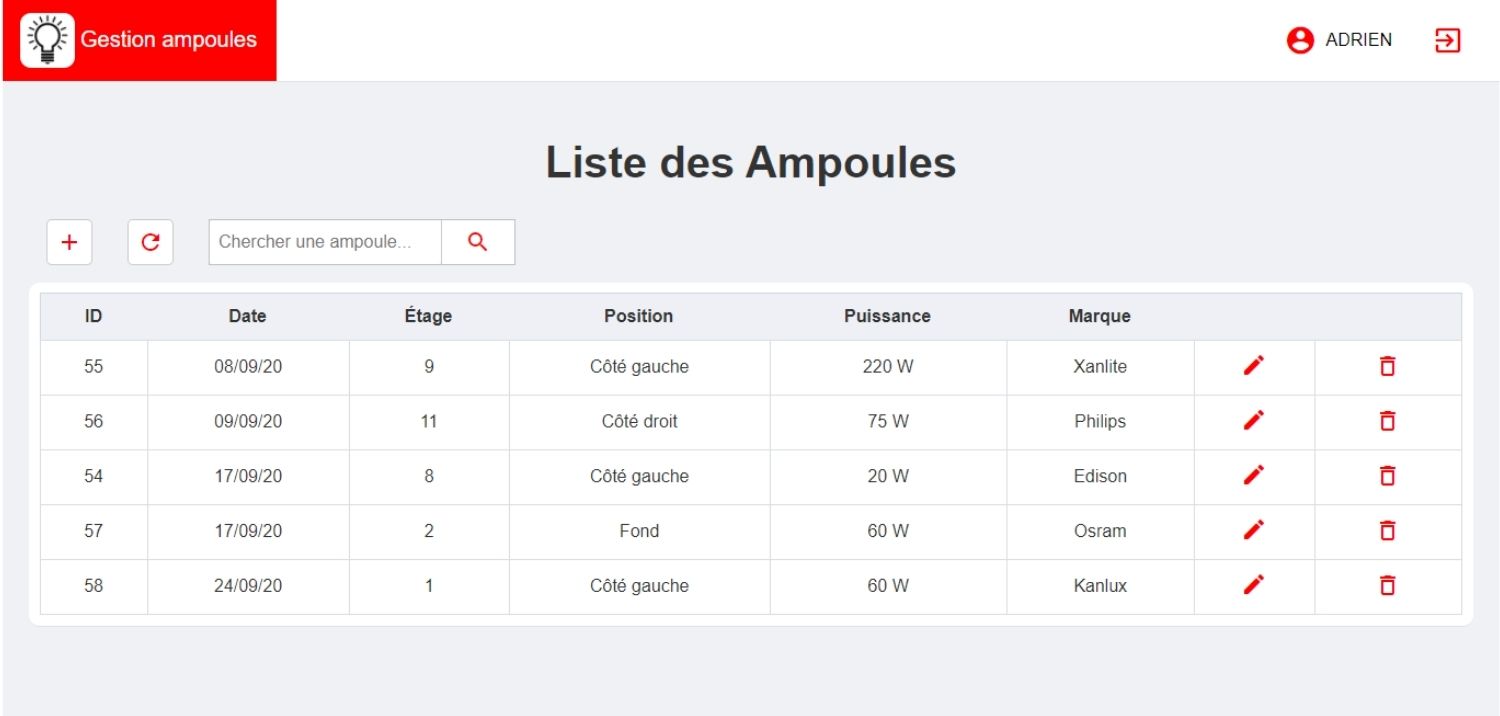 Gestion ampoules
ADRIEN
Liste des Ampoules
Chercher une ampoule...
ID Date Étage Position Puissance Marque
55 08/09/20 9 Côté gauche 220 W Xanlite
56 09/09/20 11 Côté droit 75 W Philips
54 17/09/20 8 Côté gauche 20 W Edison
57 17/09/20 2 Fond 60 W Osram
58 24/09/20 1 Côté gauche 60 W Kanlux